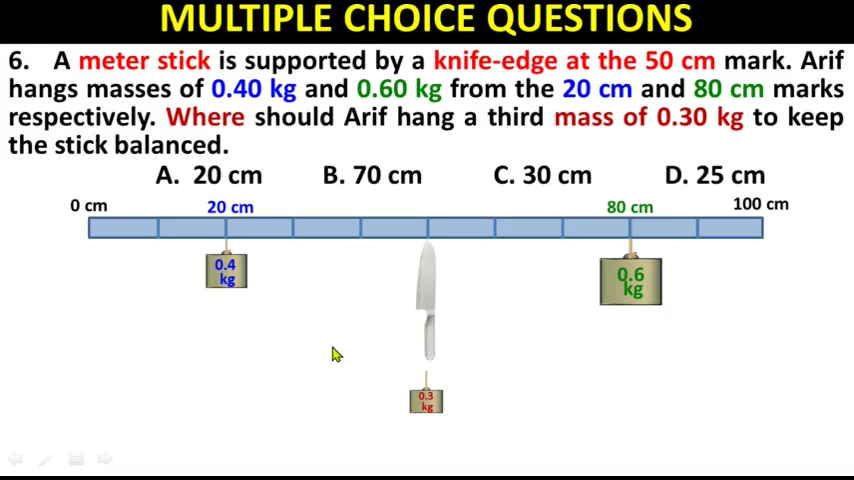 MULTIPLE CHOICE QUESTIONS
6. A meter stick is supported by a knife-edge at the 50 cm mark. Arif
hangs masses of 0.40 kg and 0.60 kg from the 20 cm and 80 cm marks
respectively. Where should Arif hang a third mass of 0.30 kg to keep
the stick balanced.
A. 20 cm B. 70 cm C. 30 cm D. 25 cm
0 cm 20 cm 80 cm 100 cm
0.4
kg
0.6
kg
0.3
kg